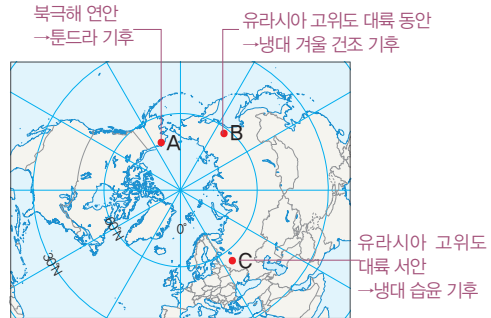 북극해 연안
→툰드라 기후
유라시아 고위도 대륙 동안
→냉대 겨울 건조 기후
A
B
60°N
0°
30°N
C
유라시아 고위도
대륙 서안
→냉대 습윤 기후